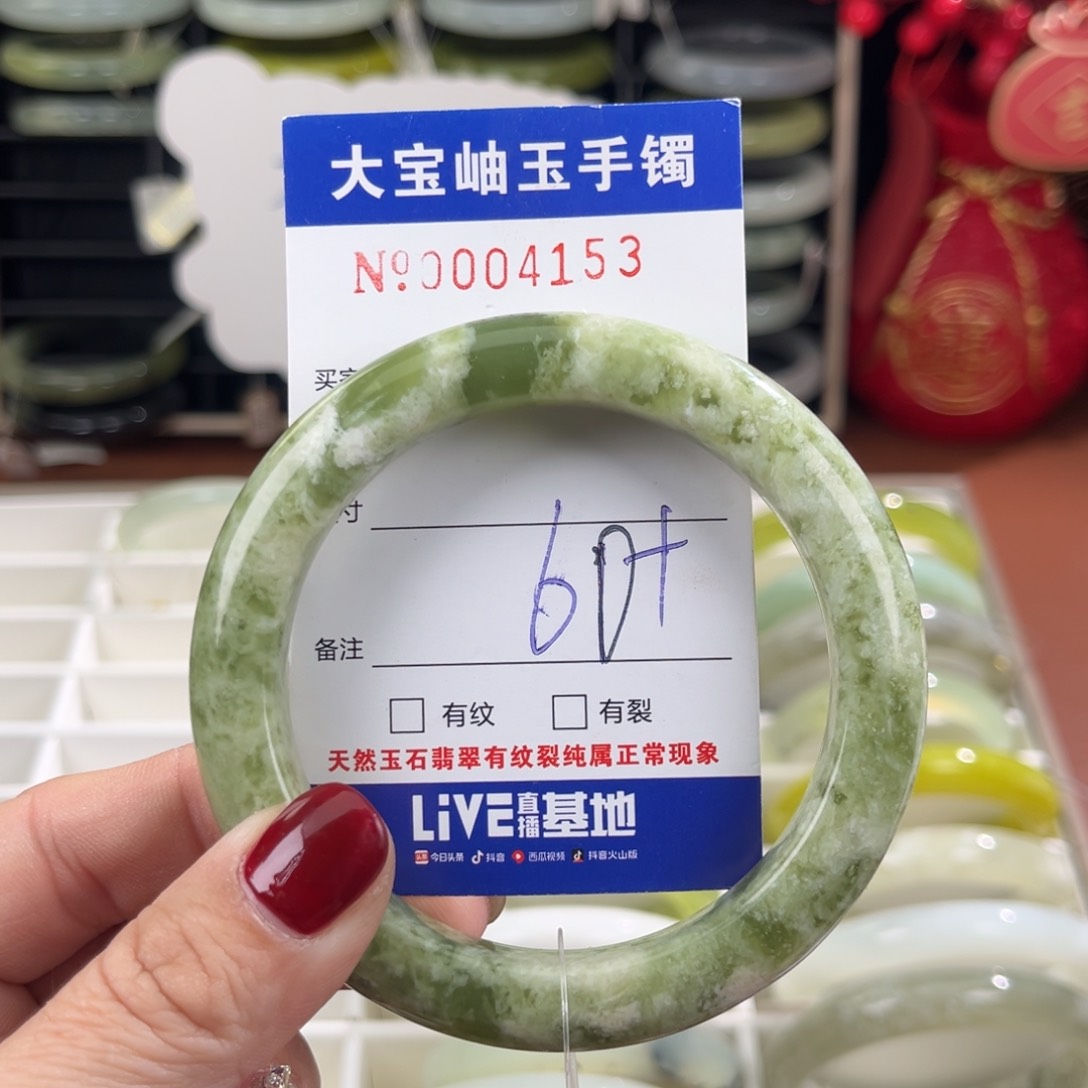 大宝岫玉手镯
№0004153
买家
寸
60+
备注
□ 有纹 □ 有裂
天然玉石翡翠有纹裂纯属正常现象
LiVE直播基地
今日头条 抖音 西瓜视频 抖音火山版